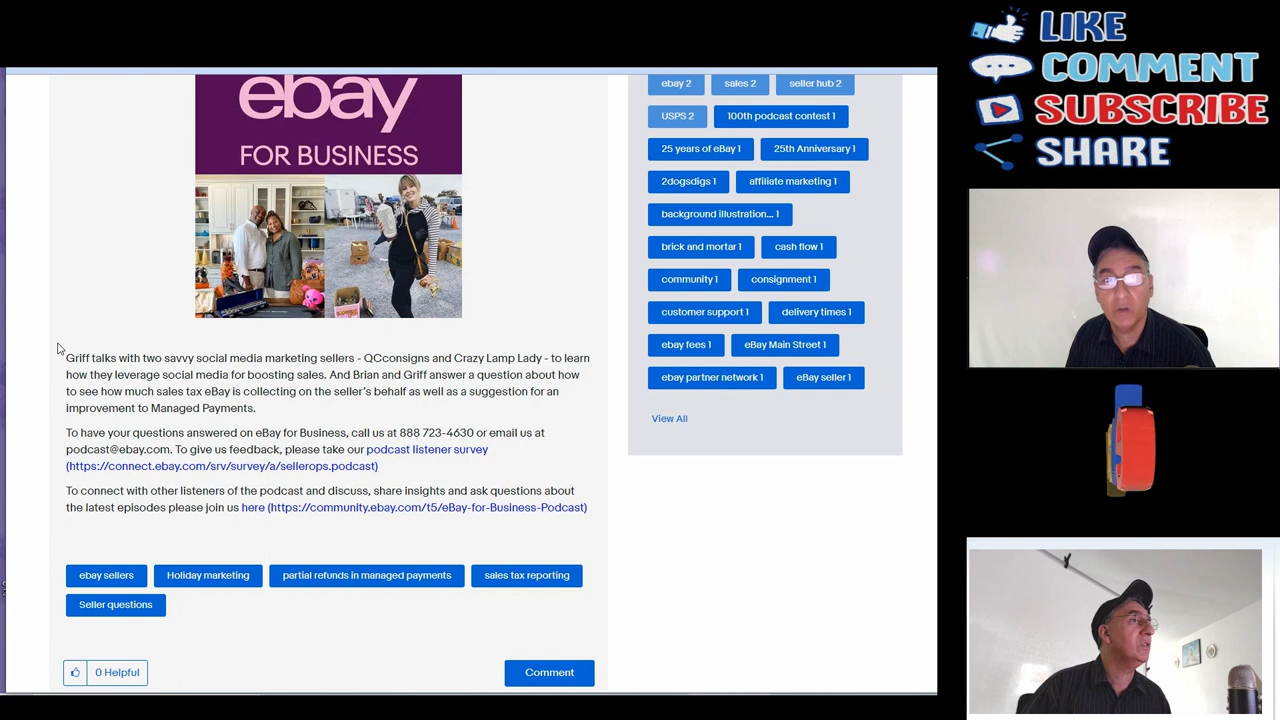 ebay
FOR BUSINESS
Griff talks with two savvy social media marketing sellers - QCconsigns and Crazy Lamp Lady - to learn
how they leverage social media for boosting sales. And Brian and Griff answer a question about how
to see how much sales tax eBay is collecting on the seller's behalf as well as a suggestion for an
improvement to Managed Payments.
To have your questions answered on eBay for Business, call us at 888 723-4630 or email us at
podcast@ebay.com. To give us feedback, please take our podcast listener survey
(https://connect.ebay.com/srv/survey/a/sellerops.podcast)
To connect with other listeners of the podcast and discuss, share insights and ask questions about
the latest episodes please join us here (https://community.ebay.com/t5/eBay-for-Business-Podcast)
ebay sellers Holiday marketing partial refunds in managed payments sales tax reporting
Seller questions
0 Helpful Comment
ebay 2 sales 2 seller hub 2
USPS 2 100th podcast contest 1
25 years of eBay 1 25th Anniversary 1
2dogsdigs 1 affiliate marketing 1
background illustration... 1
brick and mortar 1 cash flow 1
community 1 consignment 1
customer support 1 delivery times 1
ebay fees 1 eBay Main Street 1
ebay partner network 1 eBay seller 1
View All
LIKE
COMMENT
SUBSCRIBE
SHARE